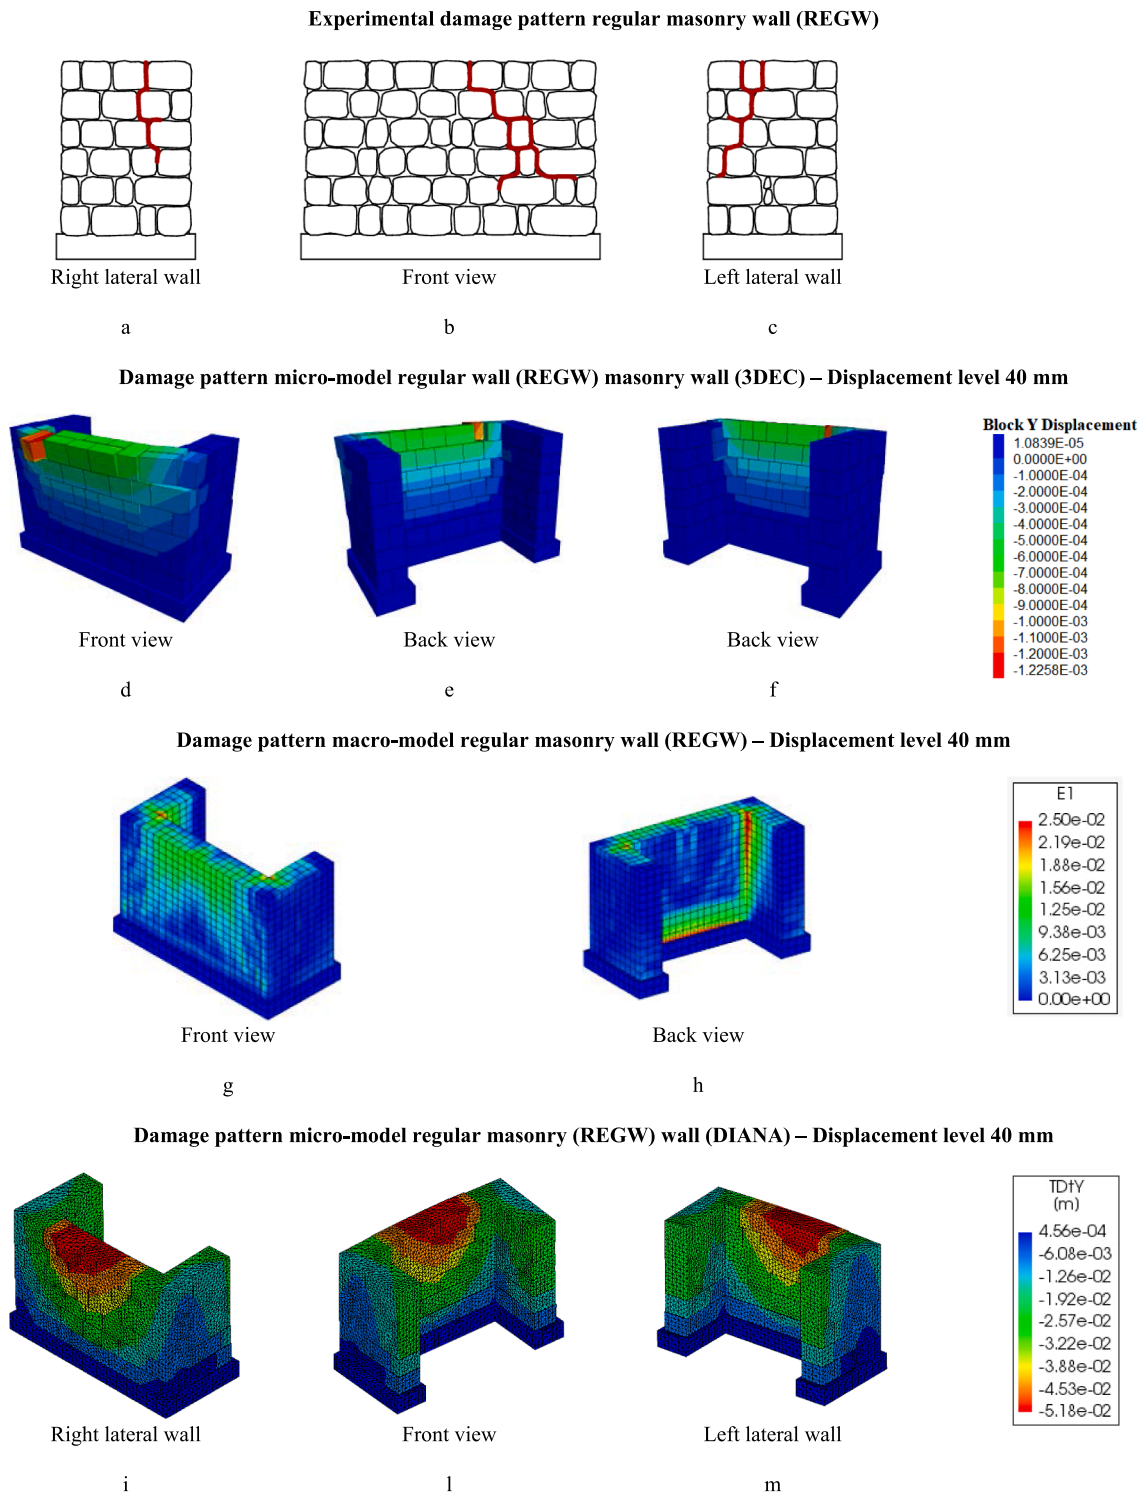 Experimental damage pattern regular masonry wall (REGW)
Right lateral wall
Front view
Left lateral wall
a
b
c
Damage pattern micro-model regular wall (REGW) masonry wall (3DEC) – Displacement level 40 mm
Block Y Displacement
1.0839E-05
0.0000E+00
-1.0000E-04
-2.0000E-04
-3.0000E-04
-4.0000E-04
-5.0000E-04
-6.0000E-04
-7.0000E-04
-8.0000E-04
-9.0000E-04
-1.0000E-03
-1.1000E-03
-1.2000E-03
-1.2258E-03
Front view
Back view
Back view
d
e
f
Damage pattern macro-model regular masonry wall (REGW) – Displacement level 40 mm
E1
2.50e-02
2.19e-02
1.88e-02
1.56e-02
1.25e-02
9.38e-03
6.25e-03
3.13e-03
0.00e+00
Front view
Back view
g
h
Damage pattern micro-model regular masonry (REGW) wall (DIANA) – Displacement level 40 mm
TDtY
(m)
4.56e-04
-6.08e-03
-1.26e-02
-1.92e-02
-2.57e-02
-3.22e-02
-3.88e-02
-4.53e-02
-5.18e-02
Right lateral wall
Front view
Left lateral wall
i
l
m